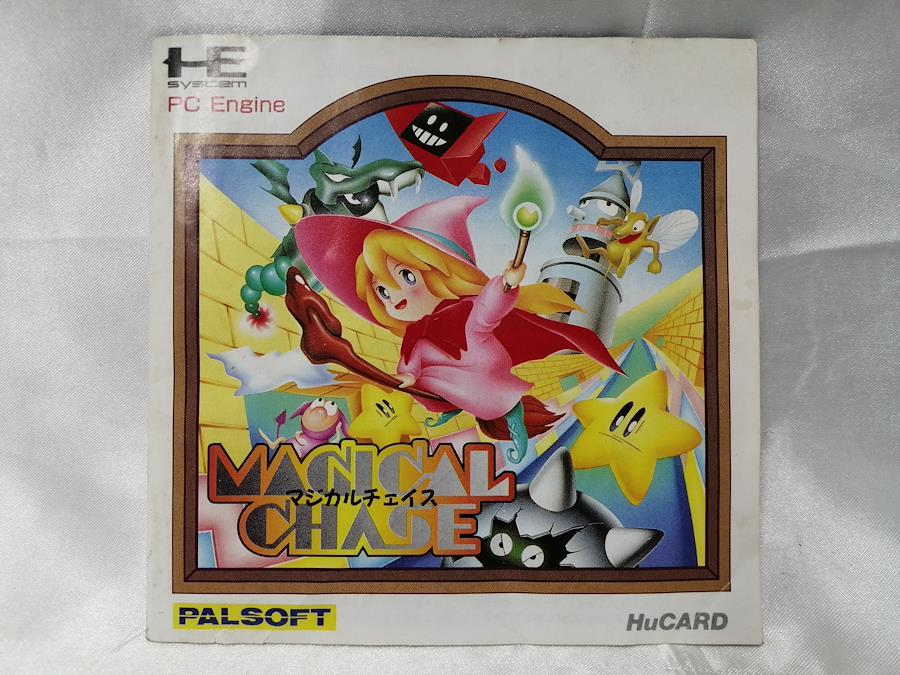 HE
system
PC Engine
MAGICAL
マジカルチェイス
CHASE
PALSOFT
HuCARD